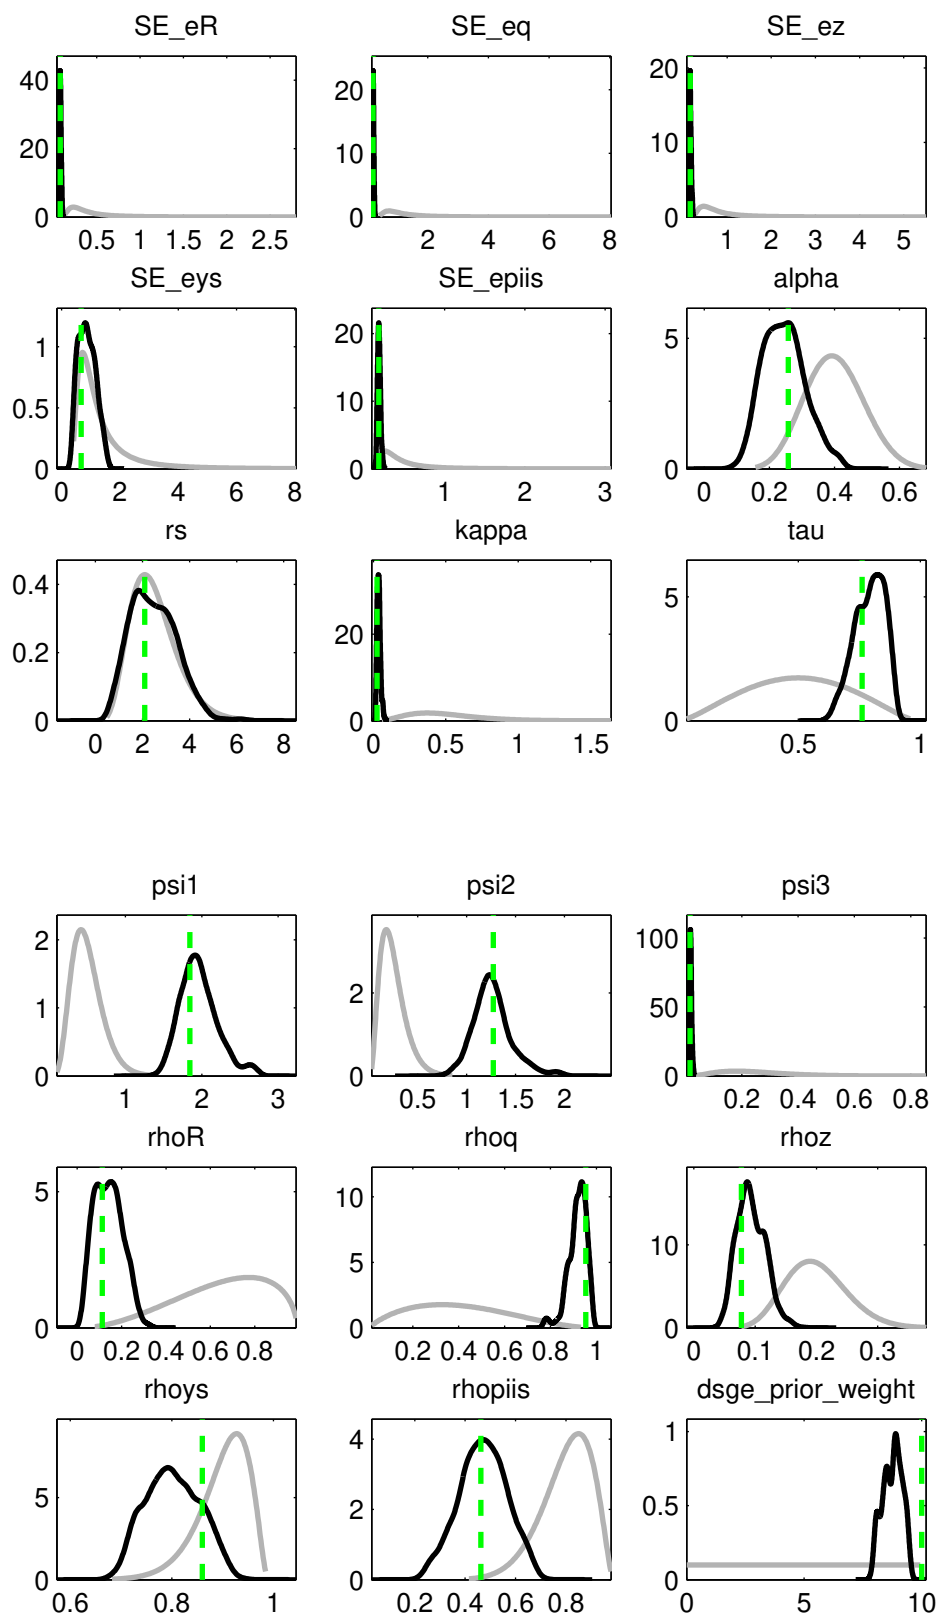 SE_eR SE_eq SE_ez
40 20 20
20 10 10
0 0 0
0.5 1 1.5 2 2.5 2 4 6 8 1 2 3 4 5
SE_eys SE_epiis alpha
1 20 5
0.5 10
0 0 0
0 2 4 6 8 1 2 3 0 0.2 0.4 0.6
rs kappa tau
0.4 20 5
0.2
0 0 0
0 2 4 6 8 0 0.5 1 1.5 0.5 1
psi1 psi2 psi3
2 2 100
1 50
0 0 0
1 2 3 0.5 1 1.5 2 0.2 0.4 0.6 0.8
rhoR rhoq rhoz
5 10 10
5
0 0 0
0 0.2 0.4 0.6 0.8 0.2 0.4 0.6 0.8 1 0 0.1 0.2 0.3
rhoys rhopiis dsge_prior_weight
5 4 1
2 0.5
0 0 0
0.6 0.8 1 0.2 0.4 0.6 0.8 0 5 10